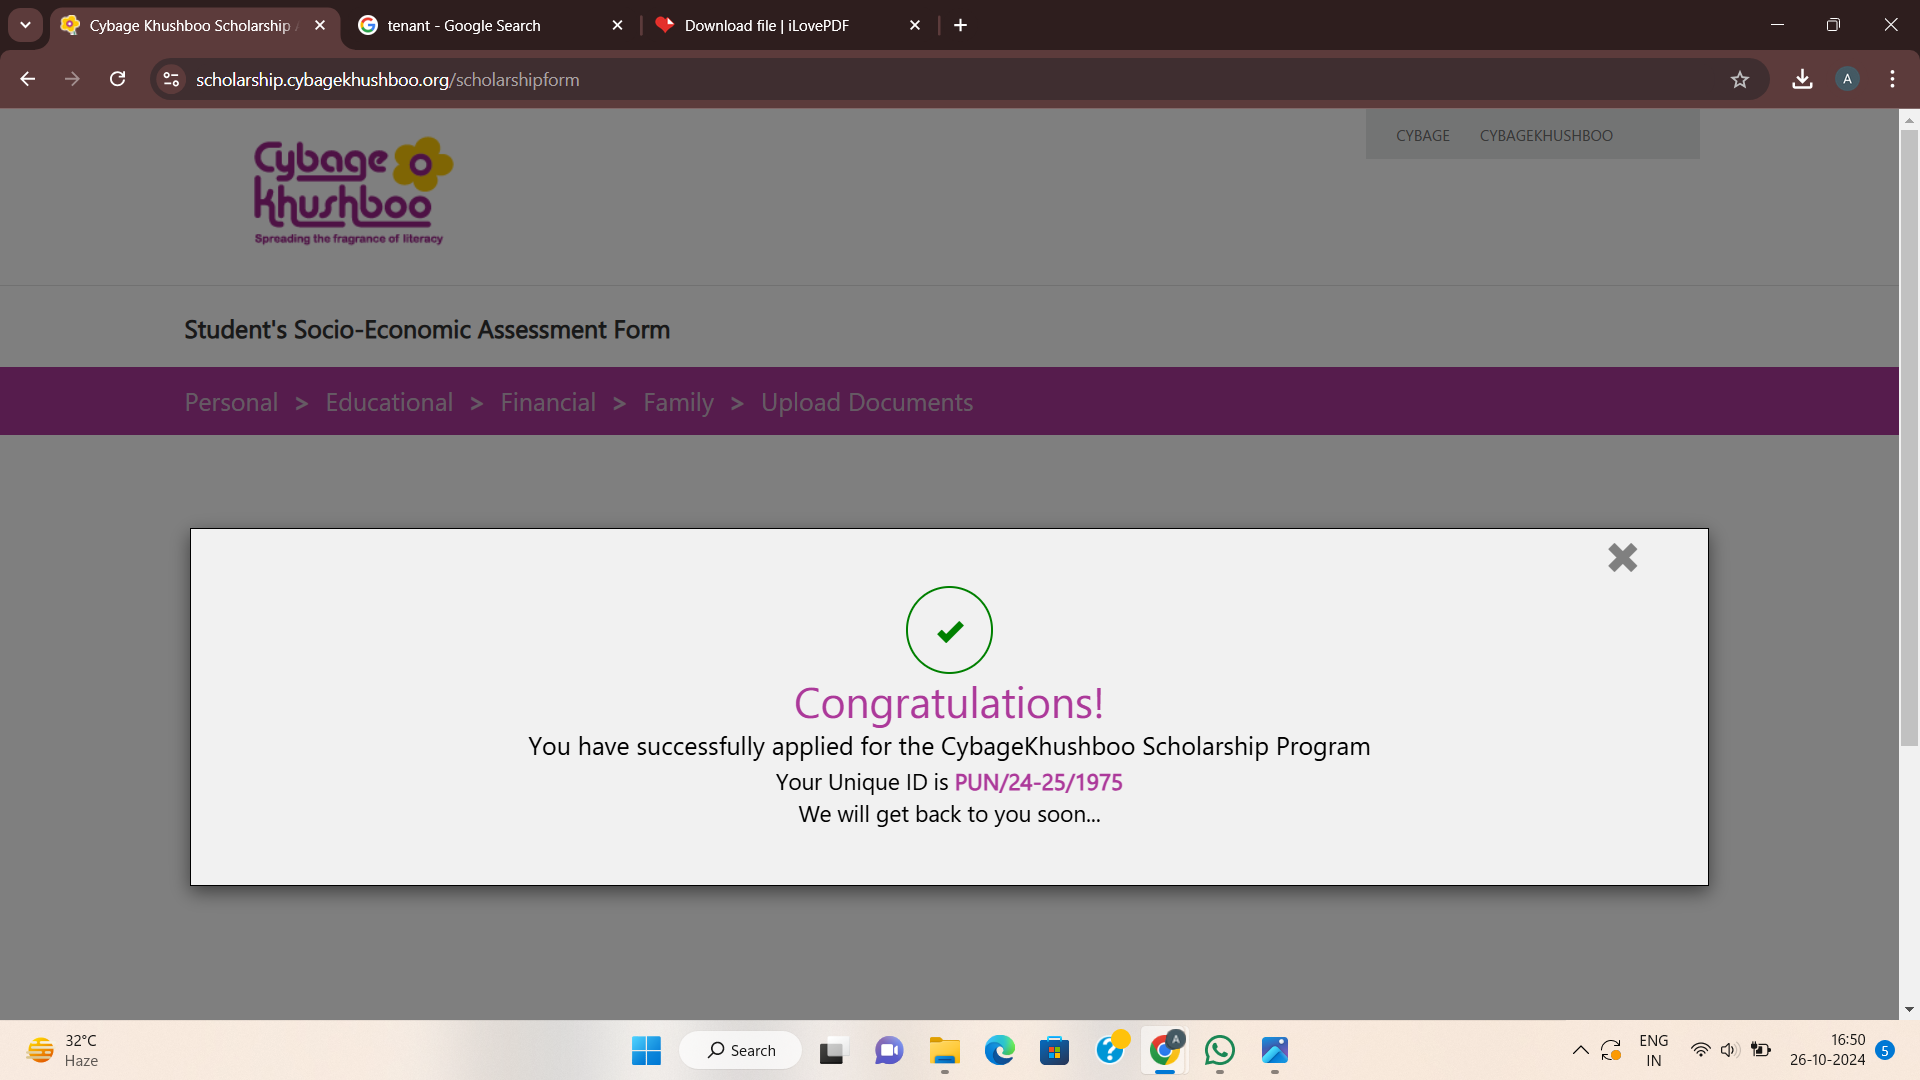 Cybage Khushboo Scholarship
tenant - Google Search
Download file | iLovePDF
scholarship.cybagekhushboo.org/scholarshipform
A
CYBAGE CYBAGEKHUSHBOO
Cybage
khushboo
Spreading the fragrance of literacy
Student's Socio-Economic Assessment Form
Personal > Educational > Financial > Family > Upload Documents
Congratulations!
You have successfully applied for the CybageKhushboo Scholarship Program
Your Unique ID is PUN/24-25/1975
We will get back to you soon...
32°C
Haze
Search
A
ENG
IN
16:50
26-10-2024
5